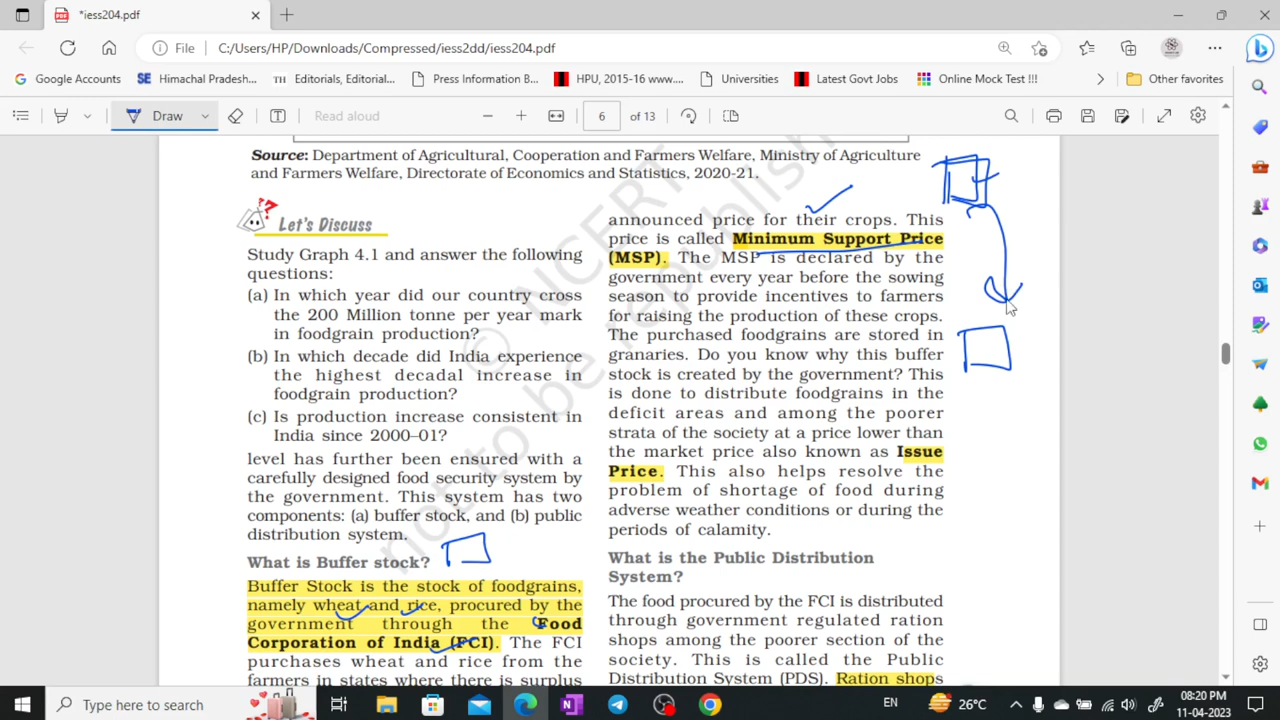 *iess204.pdf
File
C:/Users/HP/Downloads/Compressed/iess2dd/iess204.pdf
Google Accounts
SE Himachal Pradesh...
TH Editorials, Editorial...
Press Information B...
HPU, 2015-16 www....
Universities
Latest Govt Jobs
Online Mock Test !!!
Other favorites
Draw
Read aloud
6 of 13
Source: Department of Agricultural, Cooperation and Farmers Welfare, Ministry of Agriculture
and Farmers Welfare, Directorate of Economics and Statistics, 2020-21.
Let's Discuss
Study Graph 4.1 and answer the following
questions:
(a) In which year did our country cross
the 200 Million tonne per year mark
in foodgrain production?
(b) In which decade did India experience
the highest decadal increase in
foodgrain production?
(c) Is production increase consistent in
India since 2000–01?
level has further been ensured with a
carefully designed food security system by
the government. This system has two
components: (a) buffer stock, and (b) public
distribution system.
What is Buffer stock?
Buffer Stock is the stock of foodgrains,
namely wheat and rice, procured by the
government through the Food
Corporation of India (FCI). The FCI
purchases wheat and rice from the
farmers in states where there is surplus
announced price for their crops. This
price is called Minimum Support Price
(MSP). The MSP is declared by the
government every year before the sowing
season to provide incentives to farmers
for raising the production of these crops.
The purchased foodgrains are stored in
granaries. Do you know why this buffer
stock is created by the government? This
is done to distribute foodgrains in the
deficit areas and among the poorer
strata of the society at a price lower than
the market price also known as Issue
Price. This also helps resolve the
problem of shortage of food during
adverse weather conditions or during the
periods of calamity.
What is the Public Distribution
System?
The food procured by the FCI is distributed
through government regulated ration
shops among the poorer section of the
society. This is called the Public
Distribution System (PDS). Ration shops
© NCERT
not to be republish
Type here to search
26°C
EN
08:20 PM
11-04-2023